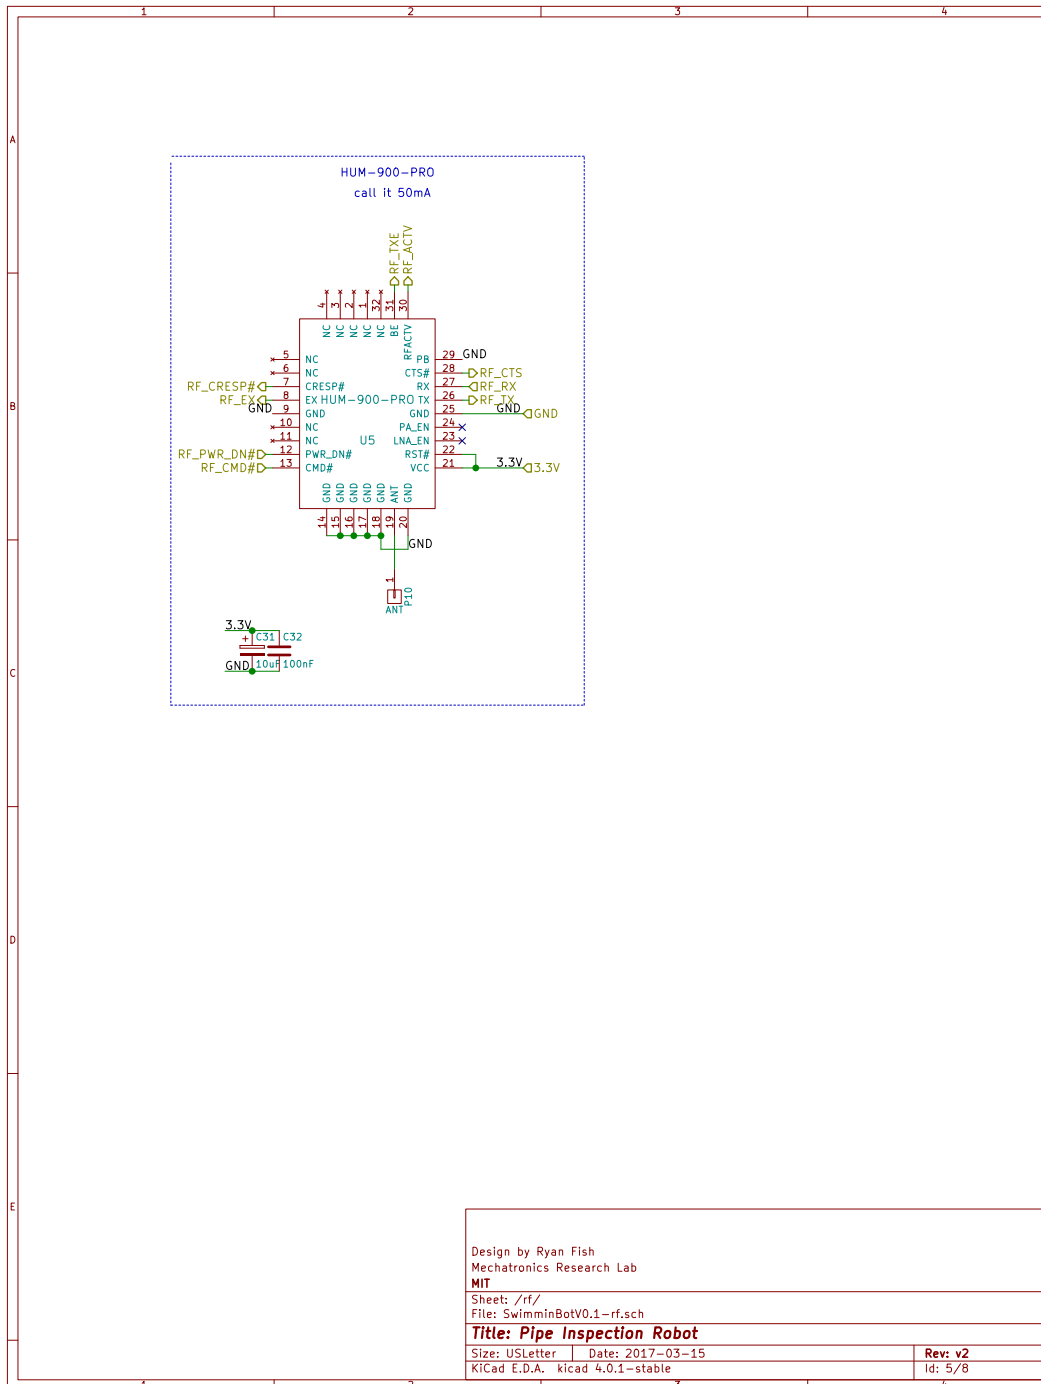 1 2 3 4
A
HUM-900-PRO
call it 50mA
RF_TXE
RF_ACTV
4 3 2 1 32 31 30
NC NC NC NC NC BE RFACTV
5 NC PB 29 GND
6 NC CTS# 28 RF_CTS
RF_CRESP# 7 CRESP# RX 27 RF_RX
RF_EX 8 EX HUM-900-PRO TX 26 RF_TX
GND 9 GND GND 25 GND GND
B
10 NC PA_EN 24
11 NC U5 LNA_EN 23
RF_PWR_DN# 12 PWR_DN# RST# 22
RF_CMD# 13 CMD# VCC 21 3.3V 3.3V
GND GND GND GND GND ANT GND
14 15 16 17 18 19 20
GND
1
P10
ANT
3.3V
+ C31 C32
GND 10uF 100nF
C
D
E
Design by Ryan Fish
Mechatronics Research Lab
MIT
Sheet: /rf/
File: SwimminBotV0.1-rf.sch
Title: Pipe Inspection Robot
Size: USLetter Date: 2017-03-15 Rev: v2
KiCad E.D.A. kicad 4.0.1-stable Id: 5/8
1 2 3 4